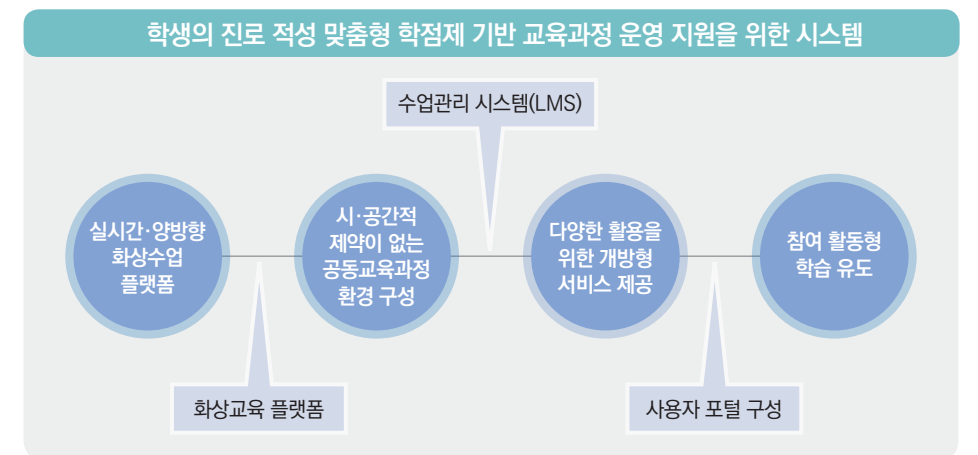 학생의 진로 적성 맞춤형 학점제 기반 교육과정 운영 지원을 위한 시스템
수업관리 시스템(LMS)
실시간·양방향
화상수업
플랫폼
시·공간적
제약이 없는
공동교육과정
환경 구성
다양한 활용을
위한 개방형
서비스 제공
참여 활동형
학습 유도
화상교육 플랫폼
사용자 포털 구성